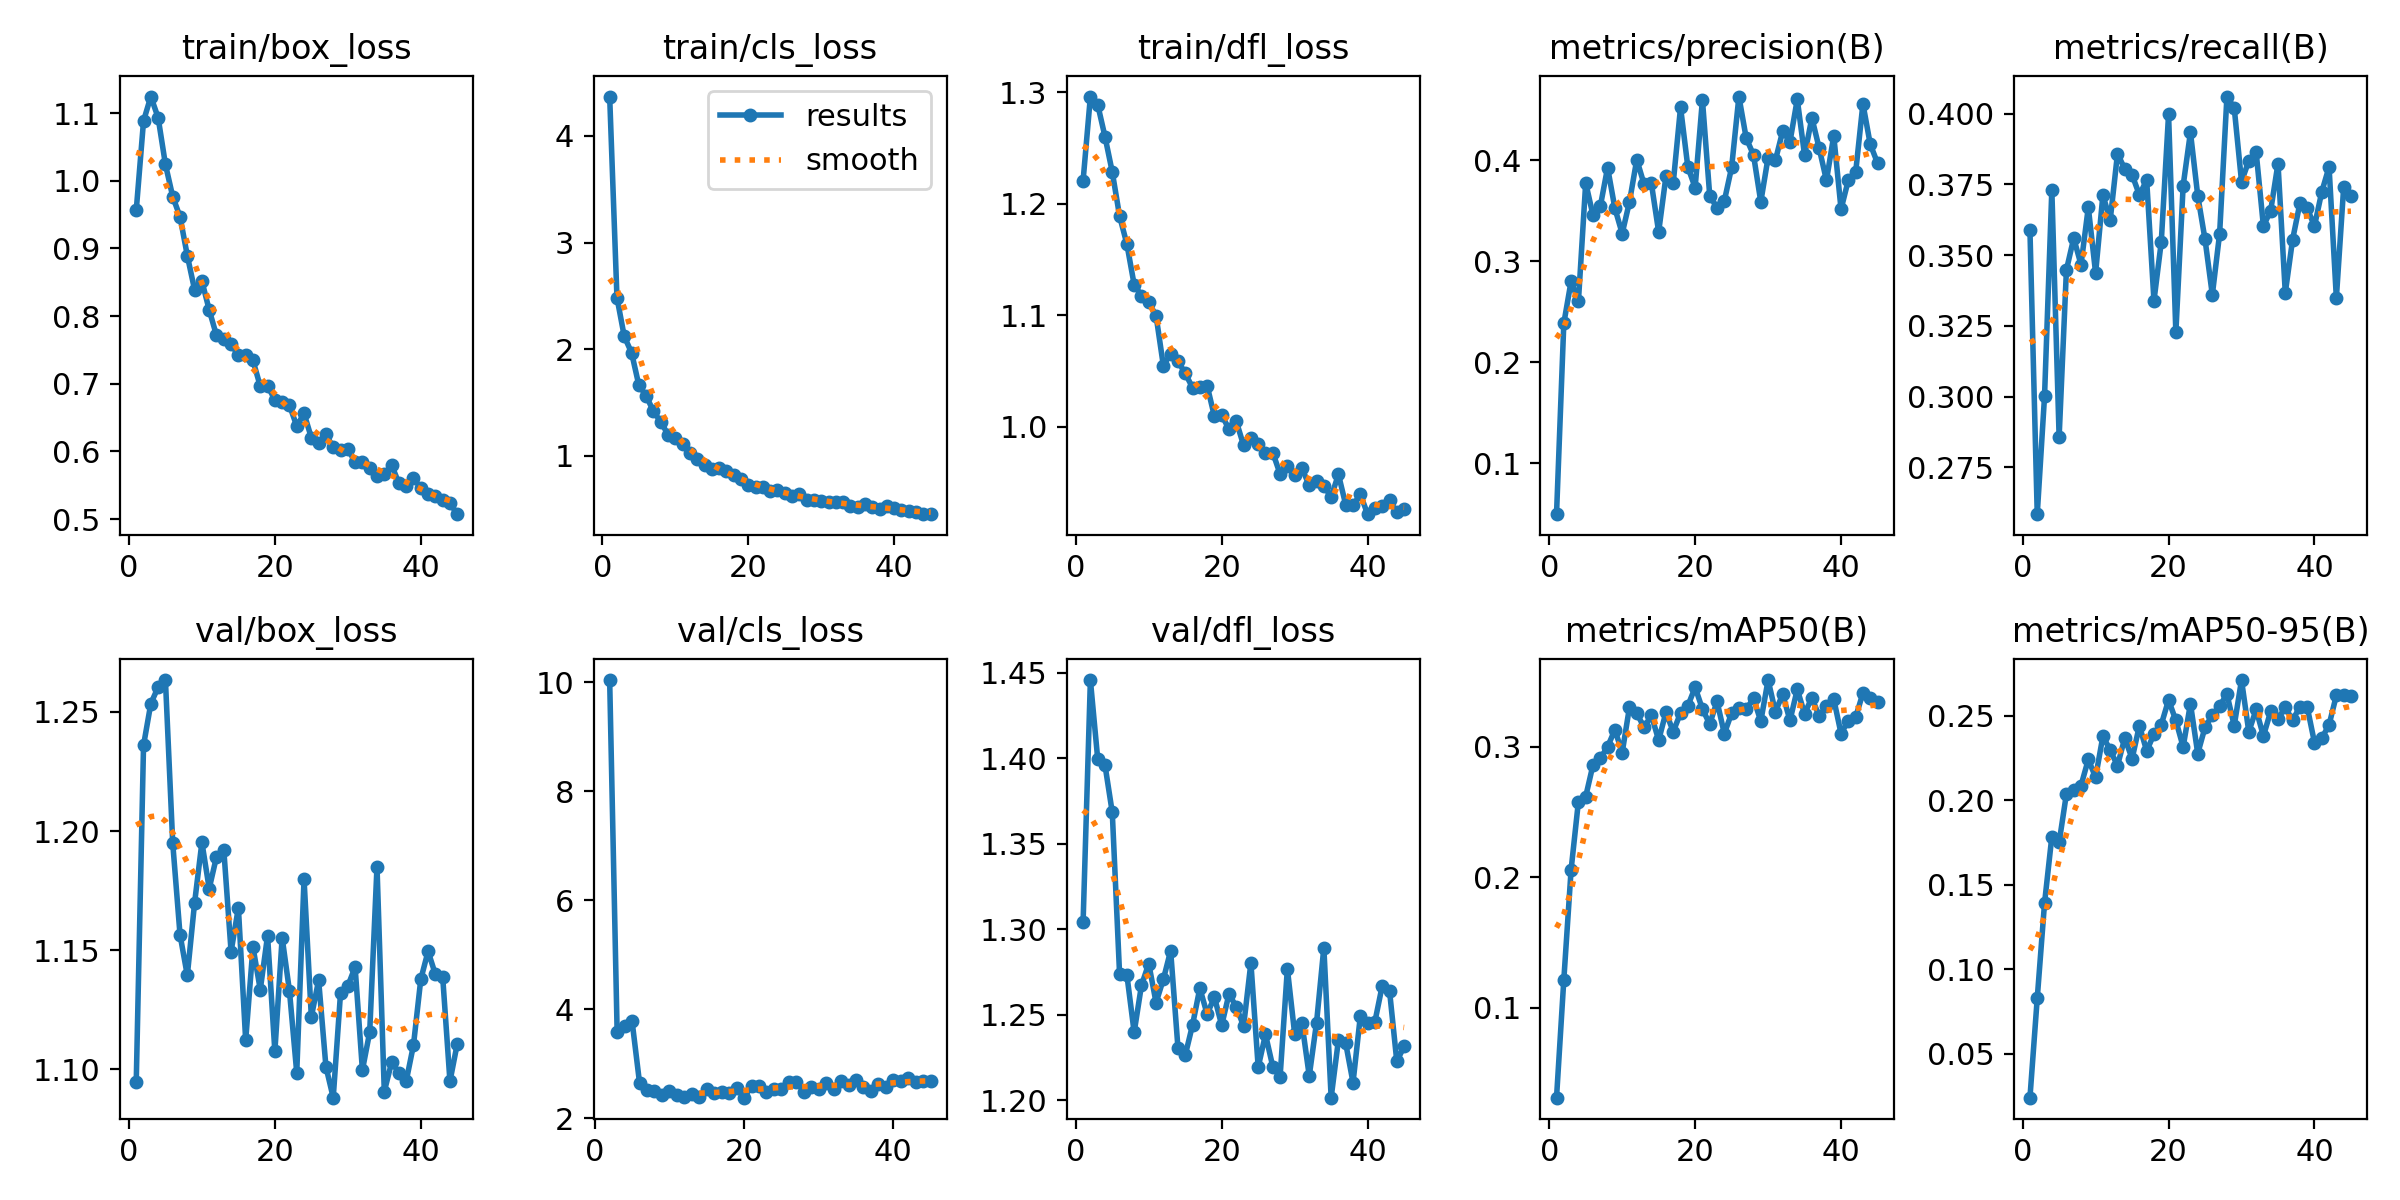 train/box_loss
1.1
1.0
0.9
0.8
0.7
0.6
0.5
0 20 40
train/cls_loss
results
smooth
4
3
2
1
0 20 40
train/dfl_loss
1.3
1.2
1.1
1.0
0 20 40
metrics/precision(B)
0.4
0.3
0.2
0.1
0 20 40
metrics/recall(B)
0.400
0.375
0.350
0.325
0.300
0.275
0 20 40
val/box_loss
1.25
1.20
1.15
1.10
0 20 40
val/cls_loss
10
8
6
4
2
0 20 40
val/dfl_loss
1.45
1.40
1.35
1.30
1.25
1.20
0 20 40
metrics/mAP50(B)
0.3
0.2
0.1
0 20 40
metrics/mAP50-95(B)
0.25
0.20
0.15
0.10
0.05
0 20 40